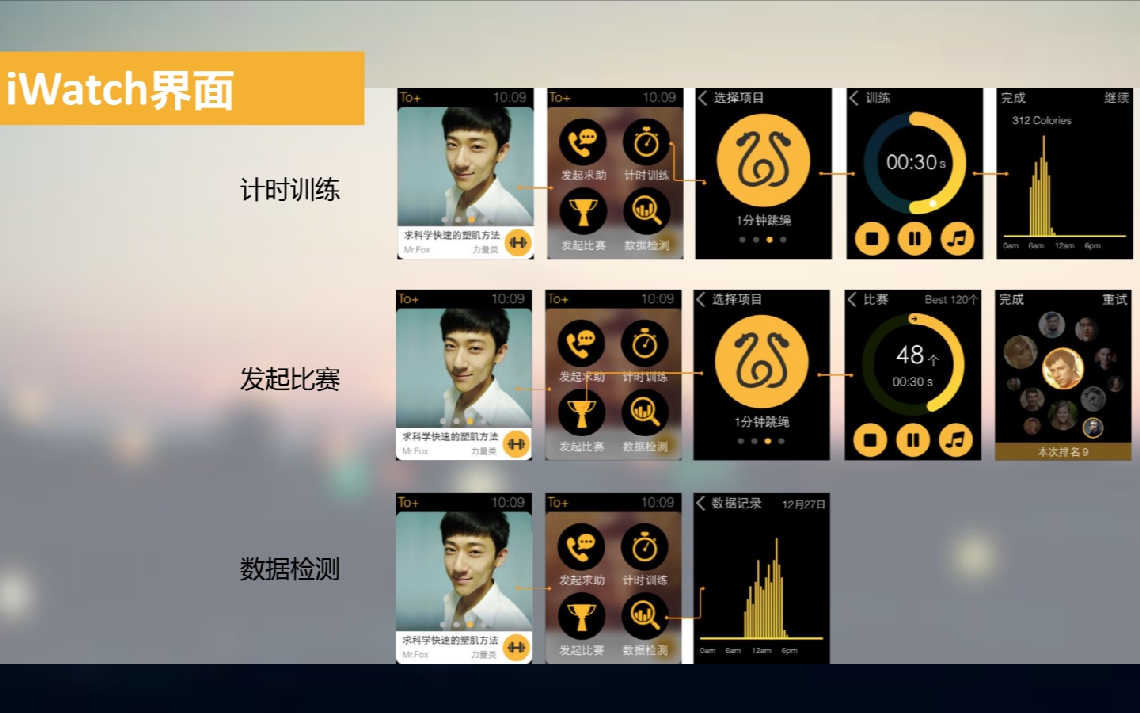 iWatch界面
计时训练
To+ 10:09
求科学快速的塑肌方法
Mr.Fox 力量类
To+ 10:09
发起求助 计时训练
发起比赛 数据检测
选择项目
1分钟跳绳
训练
00:30 s
完成 继续
312 Colories
0am 6am 12am 6pm
发起比赛
To+ 10:09
求科学快速的塑肌方法
Mr.Fox 力量类
To+ 10:09
发起求助 计时训练
发起比赛 数据检测
选择项目
1分钟跳绳
比赛 Best 120个
48 个
00:30 s
完成 重试
本次排名 9
数据检测
To+ 10:09
求科学快速的塑肌方法
Mr.Fox 力量类
To+ 10:09
发起求助 计时训练
发起比赛 数据检测
数据记录 12月27日
0am 6am 12am 6pm